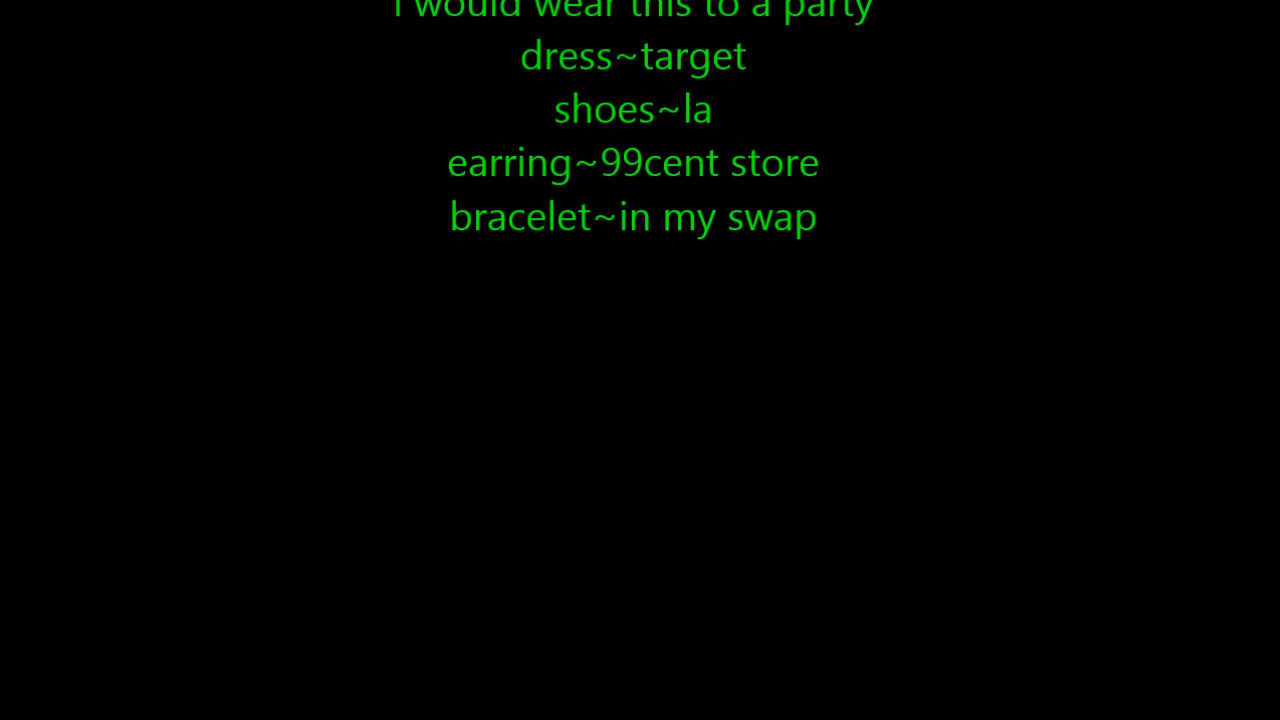 I would wear this to a party
dress~target
shoes~la
earring~99cent store
bracelet~in my swap